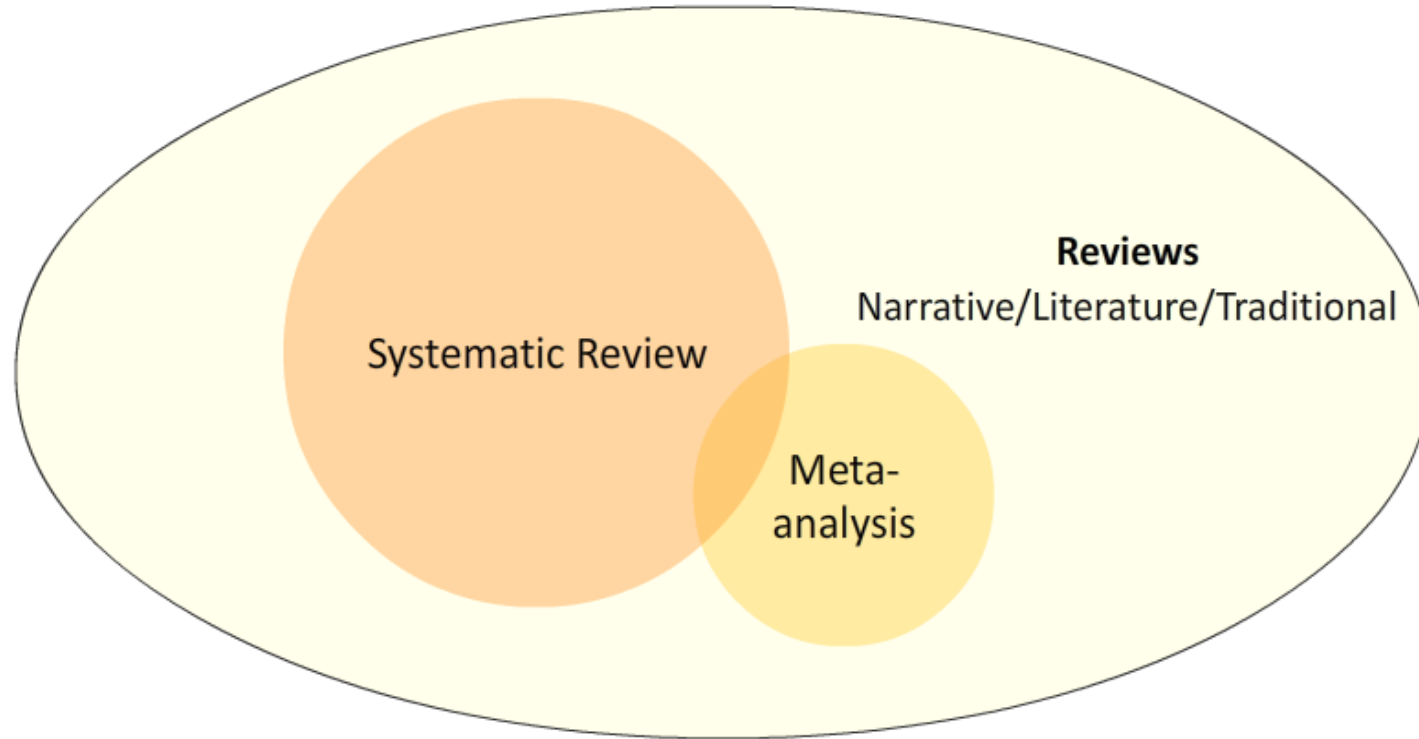 Reviews
Narrative/Literature/Traditional
Systematic Review
Meta-
analysis